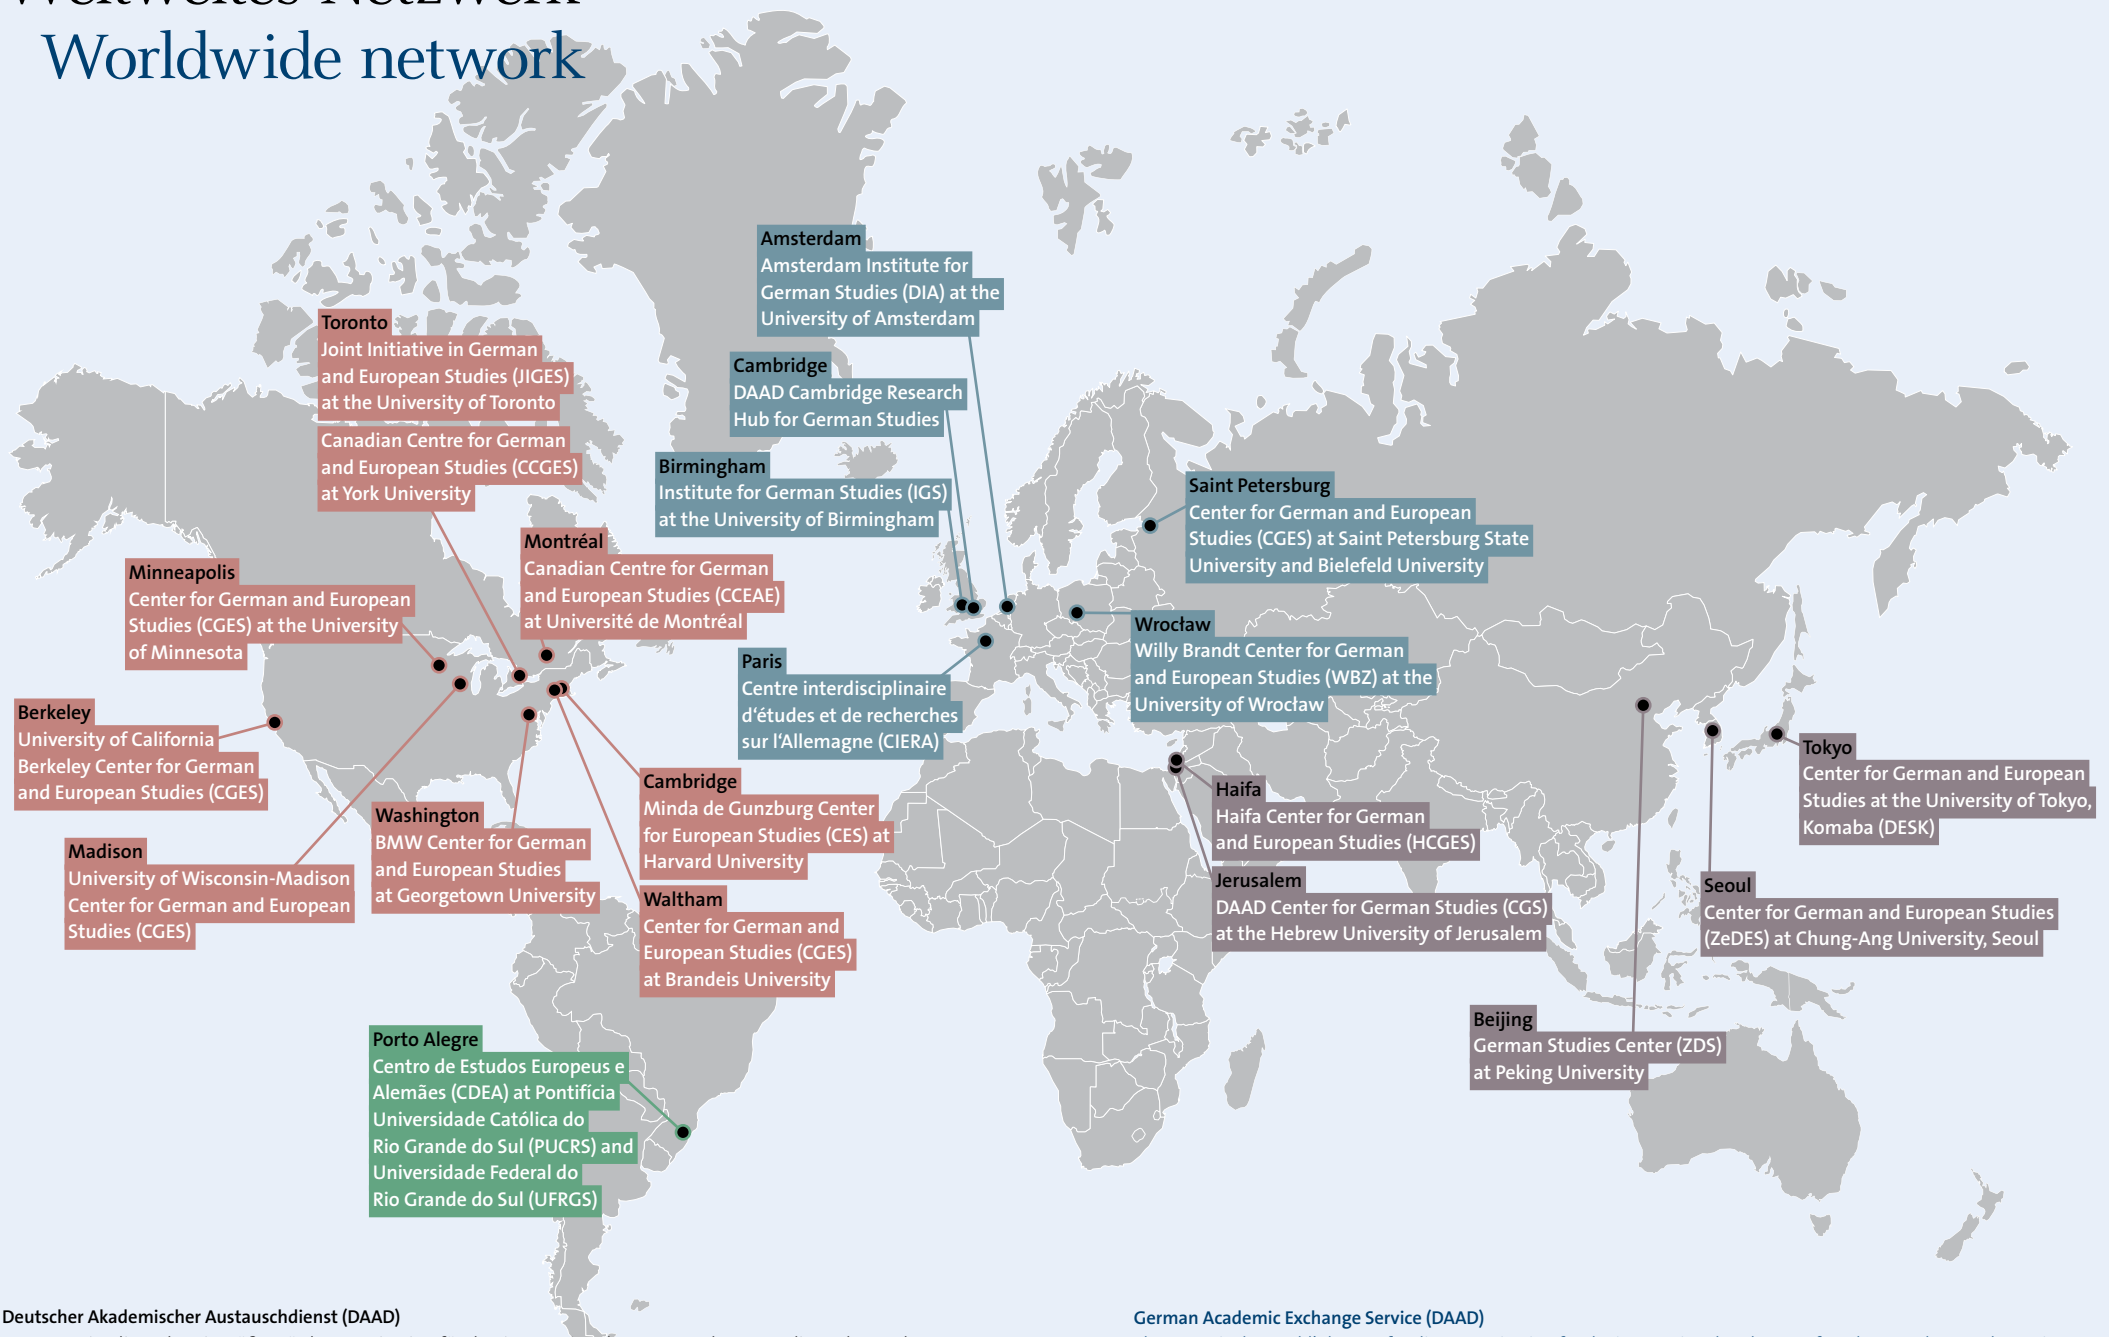 Weltweites Netzwerk
Worldwide network
Amsterdam
Amsterdam Institute for
German Studies (DIA) at the
University of Amsterdam
Toronto
Joint Initiative in German
and European Studies (JIGES)
at the University of Toronto
Canadian Centre for German
and European Studies (CCGES)
at York University
Cambridge
DAAD Cambridge Research
Hub for German Studies
Birmingham
Institute for German Studies (IGS)
at the University of Birmingham
Saint Petersburg
Center for German and European
Studies (CGES) at Saint Petersburg State
University and Bielefeld University
Montréal
Canadian Centre for German
and European Studies (CCEAE)
at Université de Montréal
Minneapolis
Center for German and European
Studies (CGES) at the University
of Minnesota
Wrocław
Willy Brandt Center for German
and European Studies (WBZ) at the
University of Wrocław
Paris
Centre interdisciplinaire
d‘études et de recherches
sur l‘Allemagne (CIERA)
Berkeley
University of California
Berkeley Center for German
and European Studies (CGES)
Tokyo
Center for German and European
Studies at the University of Tokyo,
Komaba (DESK)
Cambridge
Minda de Gunzburg Center
for European Studies (CES) at
Harvard University
Haifa
Haifa Center for German
and European Studies (HCGES)
Washington
BMW Center for German
and European Studies
at Georgetown University
Madison
University of Wisconsin-Madison
Center for German and European
Studies (CGES)
Jerusalem
DAAD Center for German Studies (CGS)
at the Hebrew University of Jerusalem
Seoul
Center for German and European Studies
(ZeDES) at Chung-Ang University, Seoul
Waltham
Center for German and
European Studies (CGES)
at Brandeis University
Beijing
German Studies Center (ZDS)
at Peking University
Porto Alegre
Centro de Estudos Europeus e
Alemães (CDEA) at Pontifícia
Universidade Católica do
Rio Grande do Sul (PUCRS) and
Universidade Federal do
Rio Grande do Sul (UFRGS)
Deutscher Akademischer Austauschdienst (DAAD)
German Academic Exchange Service (DAAD)